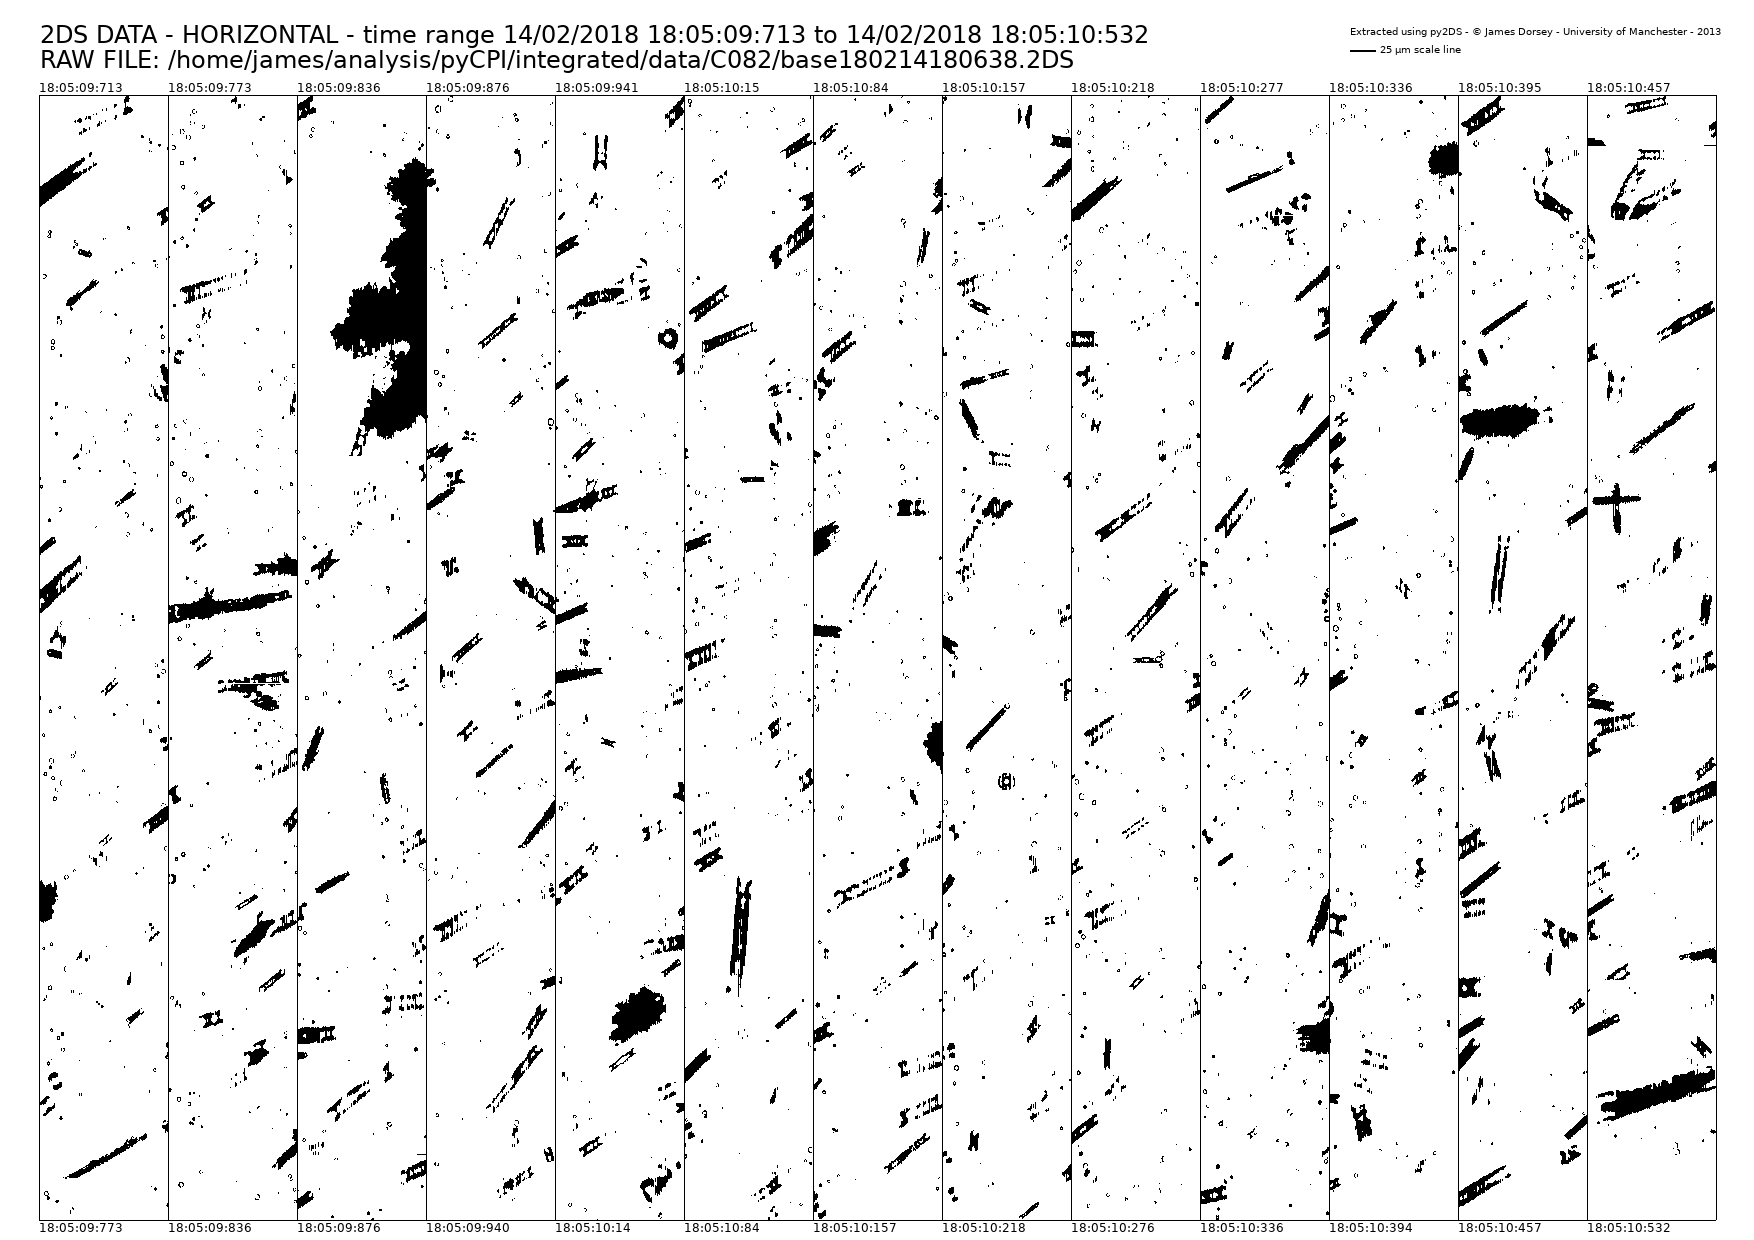 2DS DATA - HORIZONTAL - time range 14/02/2018 18:05:09:713 to 14/02/2018 18:05:10:532
RAW FILE: /home/james/analysis/pyCPI/integrated/data/C082/base180214180638.2DS
Extracted using py2DS - © James Dorsey - University of Manchester - 2013
25 μm scale line
18:05:09:713 18:05:09:773 18:05:09:836 18:05:09:876 18:05:09:941 18:05:10:15 18:05:10:84 18:05:10:157 18:05:10:218 18:05:10:277 18:05:10:336 18:05:10:395 18:05:10:457
18:05:09:773 18:05:09:836 18:05:09:876 18:05:09:940 18:05:10:14 18:05:10:84 18:05:10:157 18:05:10:218 18:05:10:276 18:05:10:336 18:05:10:394 18:05:10:457 18:05:10:532